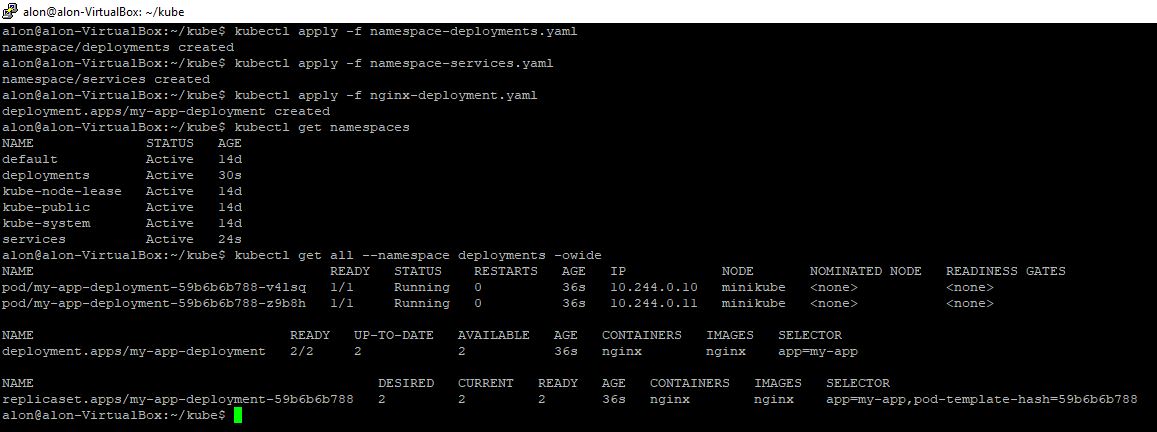 alon@alon-VirtualBox: ~/kube
alon@alon-VirtualBox:~/kube$ kubectl apply -f namespace-deployments.yaml
namespace/deployments created
alon@alon-VirtualBox:~/kube$ kubectl apply -f namespace-services.yaml
namespace/services created
alon@alon-VirtualBox:~/kube$ kubectl apply -f nginx-deployment.yaml
deployment.apps/my-app-deployment created
alon@alon-VirtualBox:~/kube$ kubectl get namespaces
NAME STATUS AGE
default Active 14d
deployments Active 30s
kube-node-lease Active 14d
kube-public Active 14d
kube-system Active 14d
services Active 24s
alon@alon-VirtualBox:~/kube$ kubectl get all --namespace deployments -owide
NAME READY STATUS RESTARTS AGE IP NODE NOMINATED NODE READINESS GATES
pod/my-app-deployment-59b6b6b788-v4lsq 1/1 Running 0 36s 10.244.0.10 minikube <none> <none>
pod/my-app-deployment-59b6b6b788-z9b8h 1/1 Running 0 36s 10.244.0.11 minikube <none> <none>
NAME READY UP-TO-DATE AVAILABLE AGE CONTAINERS IMAGES SELECTOR
deployment.apps/my-app-deployment 2/2 2 2 36s nginx nginx app=my-app
NAME DESIRED CURRENT READY AGE CONTAINERS IMAGES SELECTOR
replicaset.apps/my-app-deployment-59b6b6b788 2 2 2 36s nginx nginx app=my-app,pod-template-hash=59b6b6b788
alon@alon-VirtualBox:~/kube$